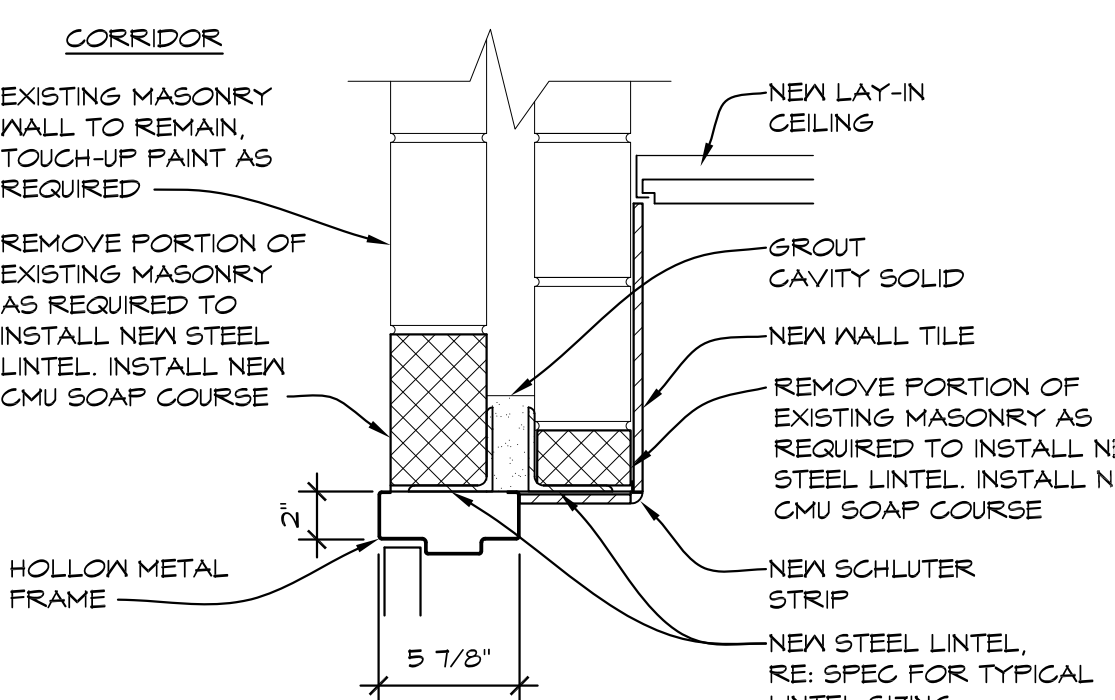 CORRIDOR
EXISTING MASONRY
WALL TO REMAIN,
TOUCH-UP PAINT AS
REQUIRED
REMOVE PORTION OF
EXISTING MASONRY
AS REQUIRED TO
INSTALL NEW STEEL
LINTEL. INSTALL NEW
CMU SOAP COURSE
2"
HOLLOW METAL
FRAME
5 7/8"
NEW LAY-IN
CEILING
GROUT
CAVITY SOLID
NEW WALL TILE
REMOVE PORTION OF
EXISTING MASONRY AS
REQUIRED TO INSTALL
STEEL LINTEL. INSTALL
CMU SOAP COURSE
NEW SCHLUTER
STRIP
NEW STEEL LINTEL,
RE: SPEC FOR TYPICAL
LINTEL SIZING